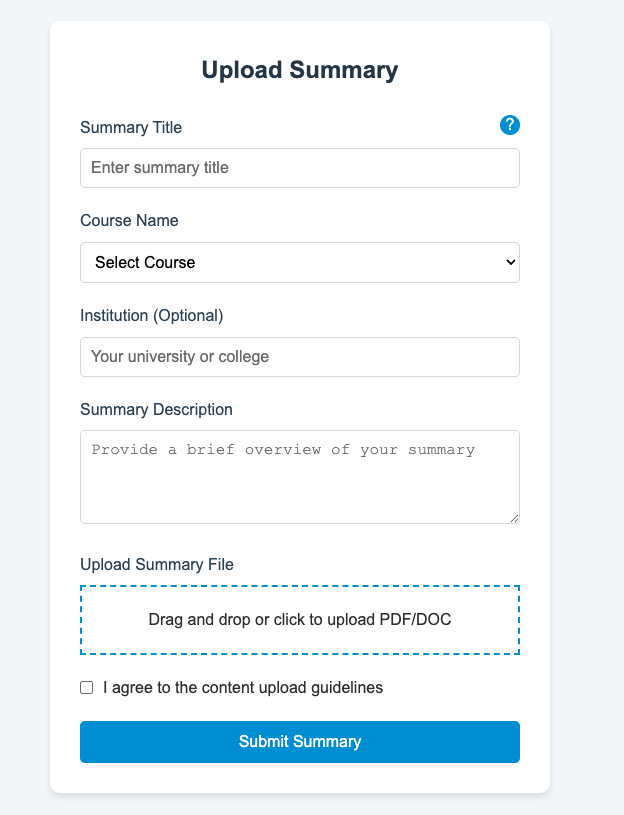 Upload Summary
Summary Title ?
Enter summary title
Course Name
Select Course
Institution (Optional)
Your university or college
Summary Description
Provide a brief overview of your summary
Upload Summary File
Drag and drop or click to upload PDF/DOC
I agree to the content upload guidelines
Submit Summary